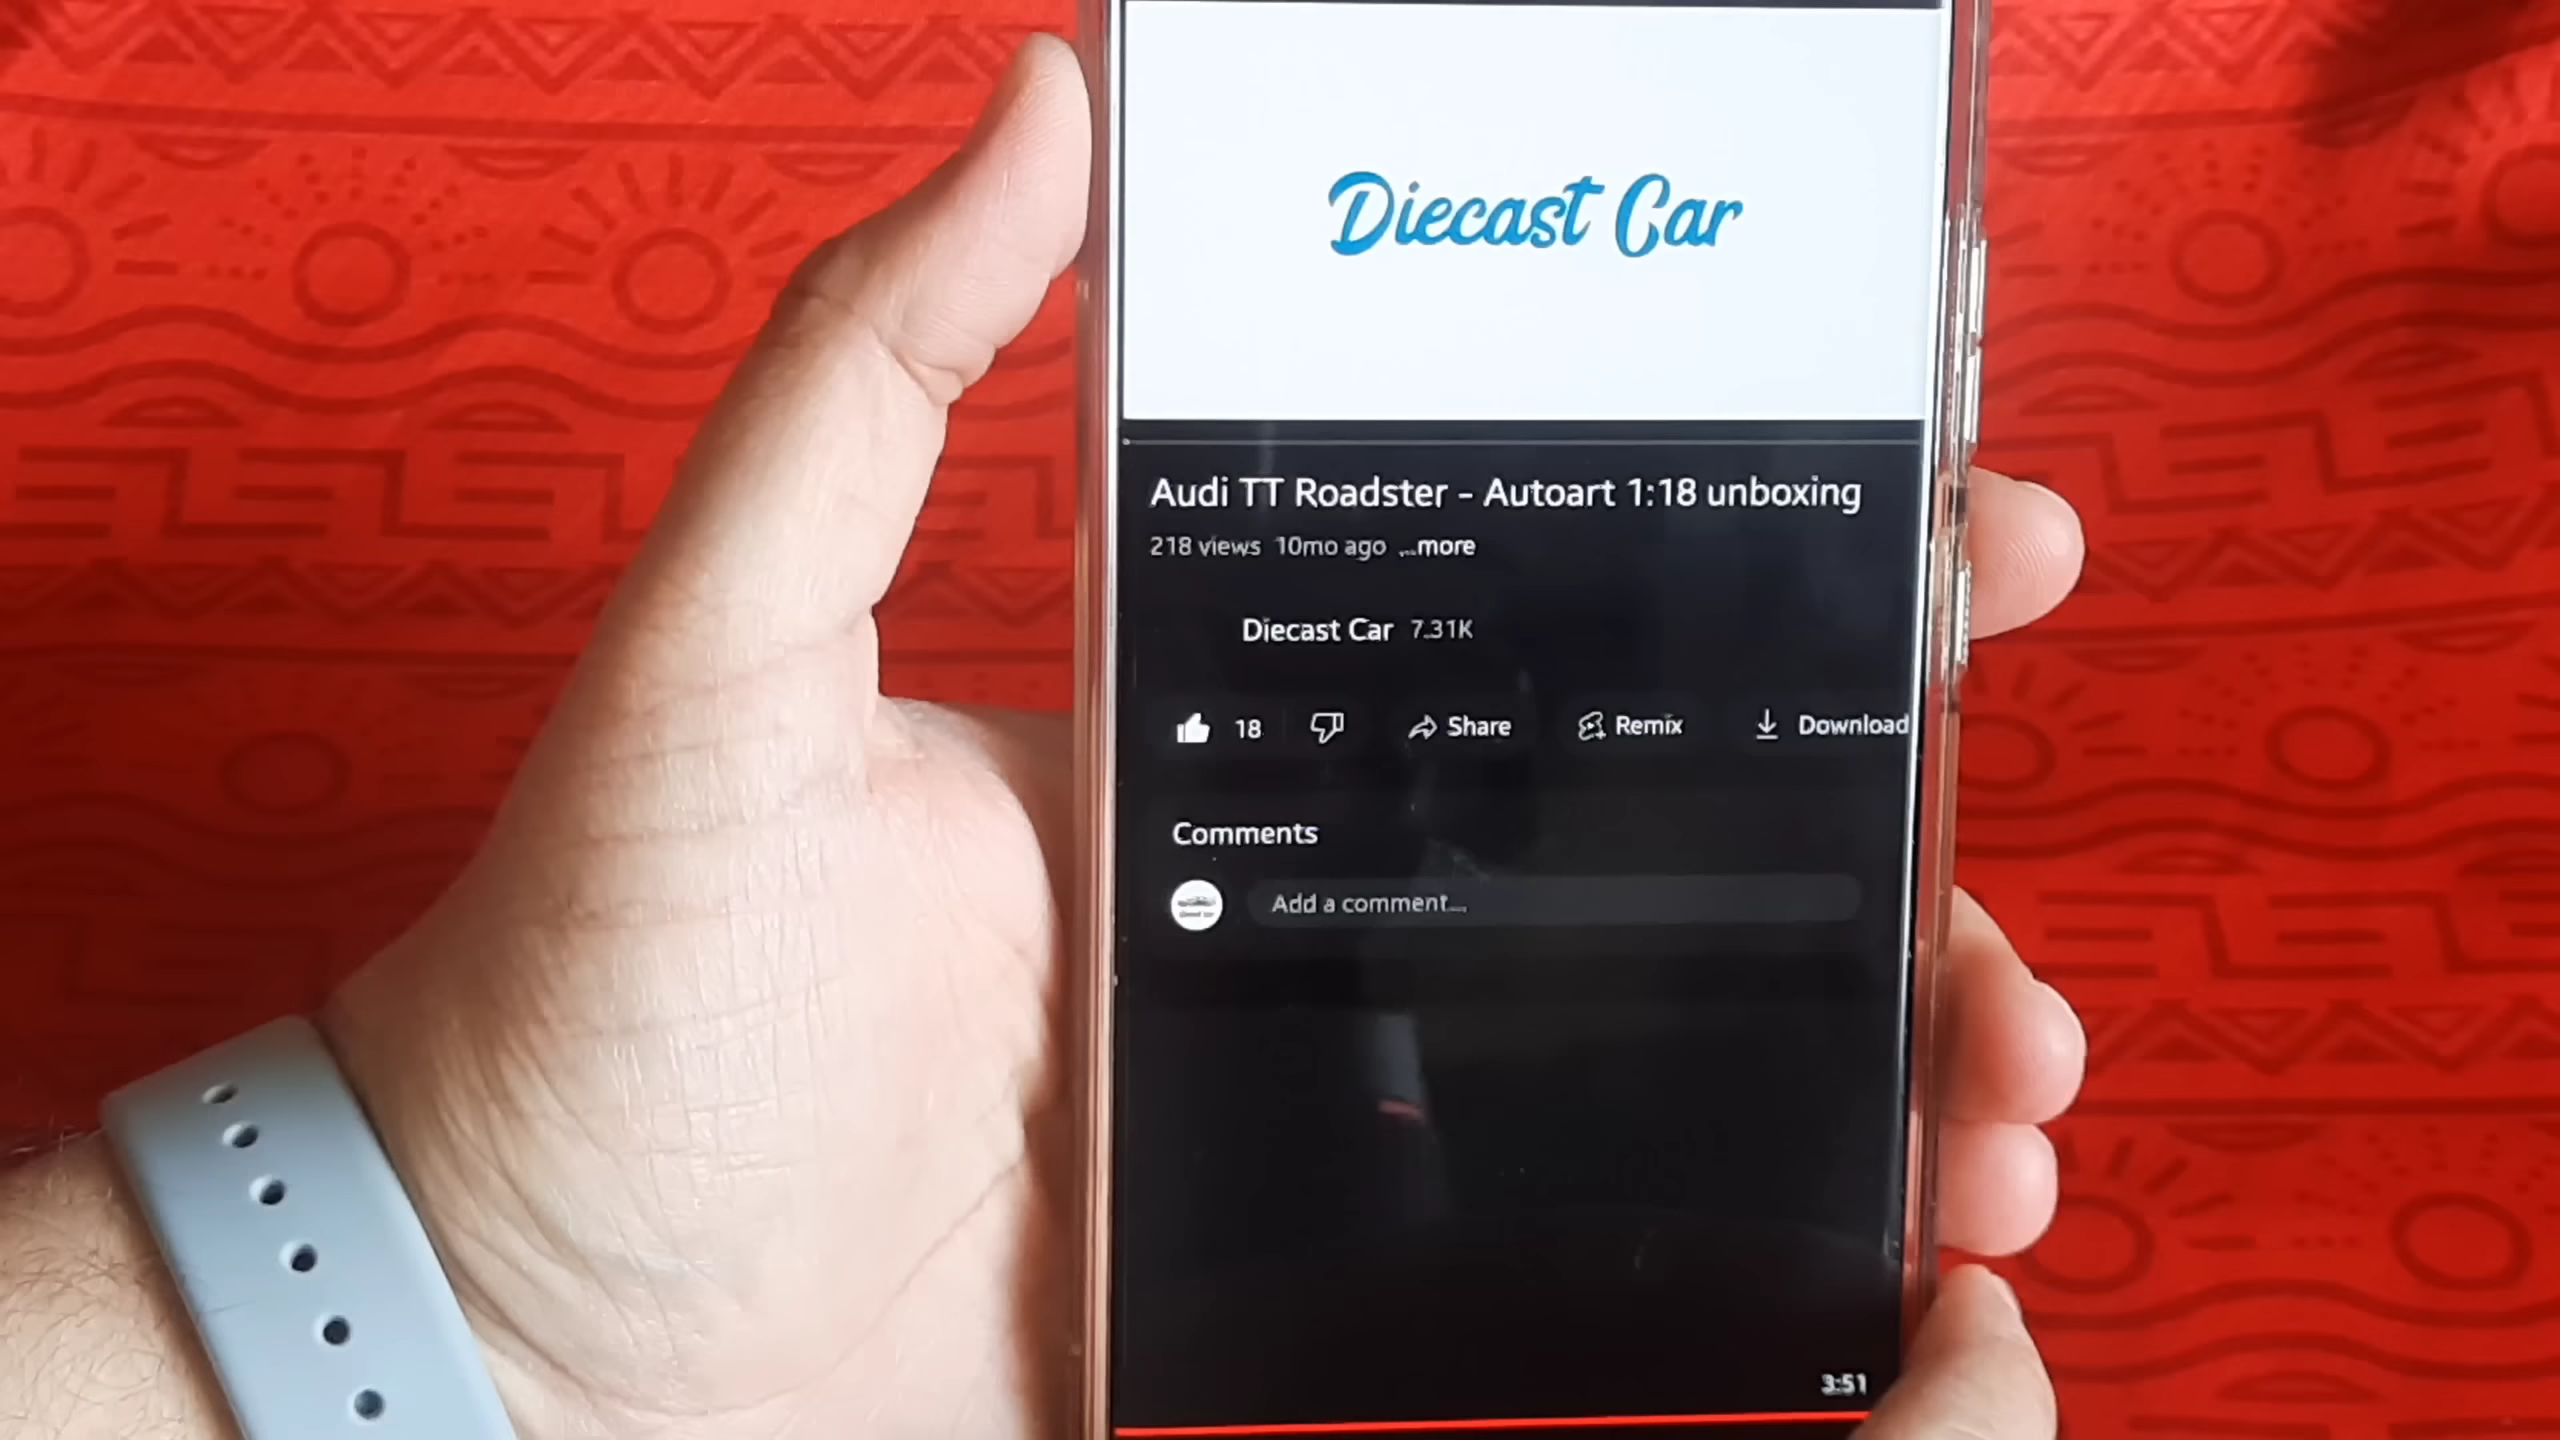 Diecast Car
Audi TT Roadster - Autoart 1:18 unboxing
218 views 10mo ago ...more
Diecast Car 7.31K
18 Share Remix Download
Comments
Add a comment...
3:51